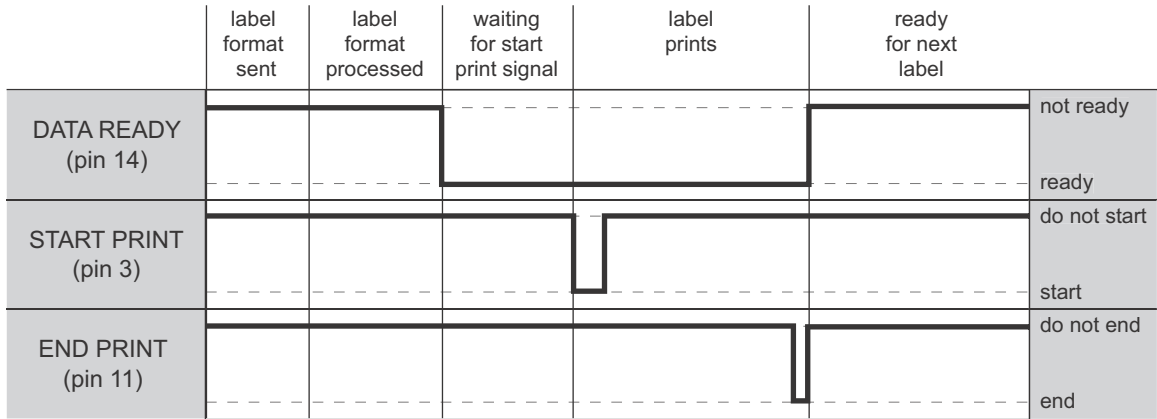 label
format
sent
label
format
processed
waiting
for start
print signal
label
prints
ready
for next
label
DATA READY
(pin 14)
not ready
ready
START PRINT
(pin 3)
do not start
start
END PRINT
(pin 11)
do not end
end